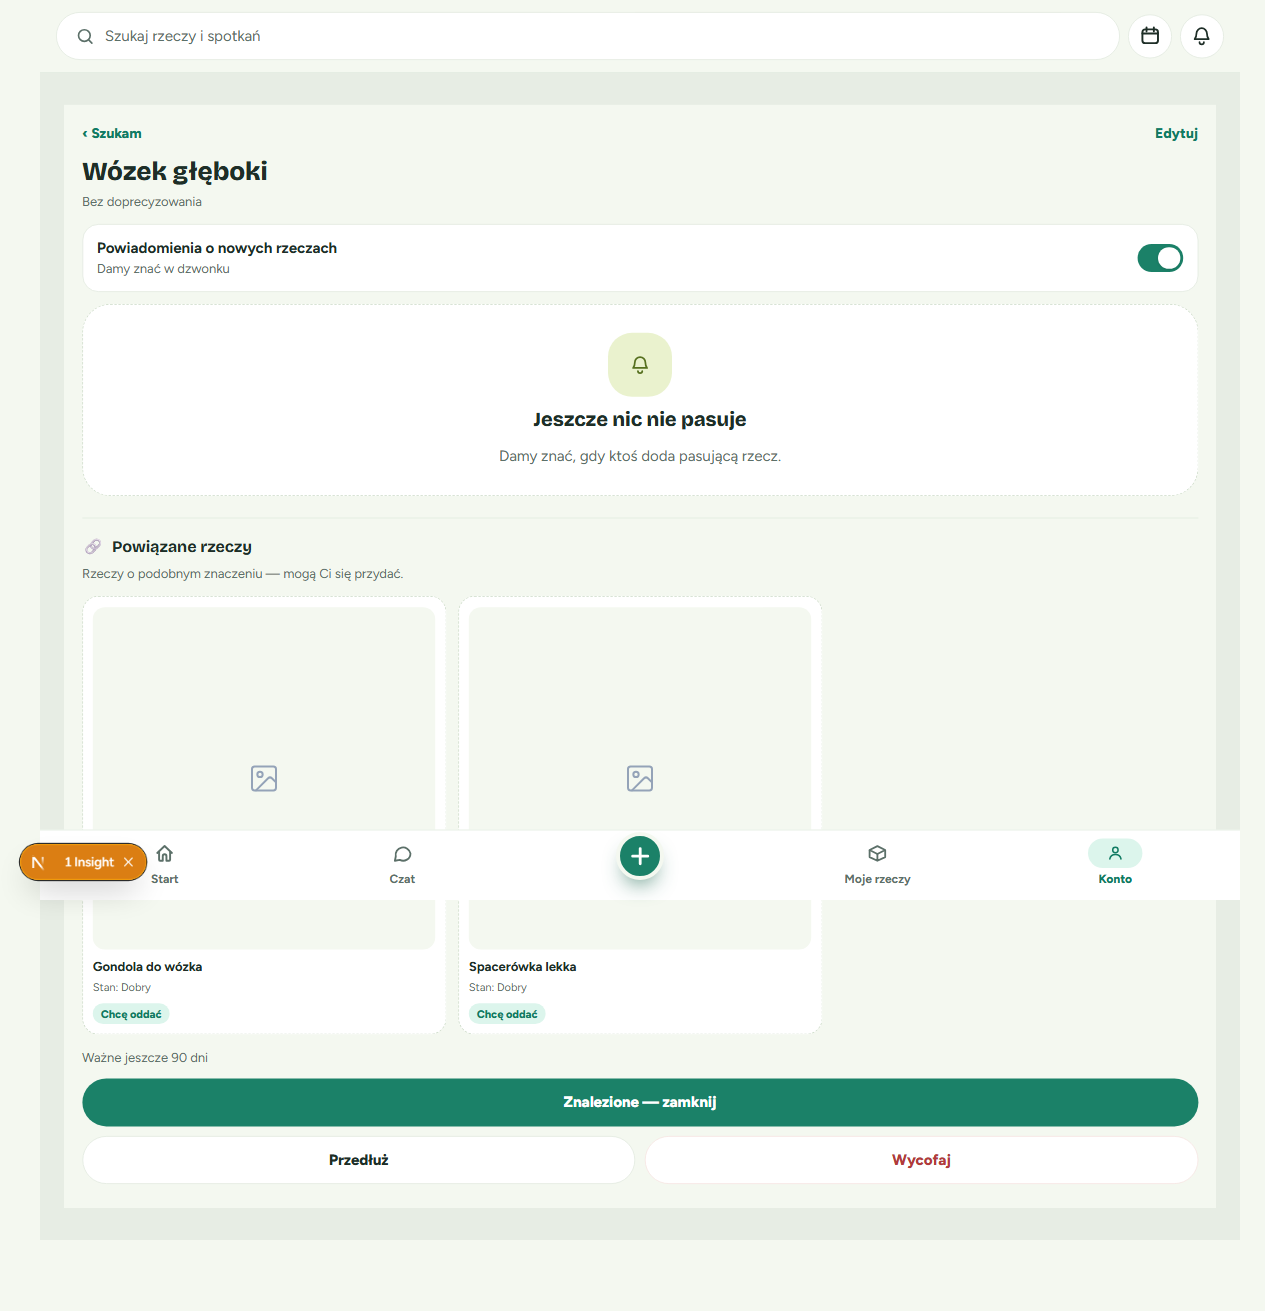 Szukaj rzeczy i spotkań
‹ Szukam
Edytuj
Wózek głęboki
Bez doprecyzowania
Powiadomienia o nowych rzeczach
Damy znać w dzwonku
Jeszcze nic nie pasuje
Damy znać, gdy ktoś doda pasującą rzecz.
Powiązane rzeczy
Rzeczy o podobnym znaczeniu — mogą Ci się przydać.
N 1 Insight
Start
Czat
Moje rzeczy
Konto
Gondola do wózka
Stan: Dobry
Chcę oddać
Spacerówka lekka
Stan: Dobry
Chcę oddać
Ważne jeszcze 90 dni
Znalezione — zamknij
Przedłuż
Wycofaj